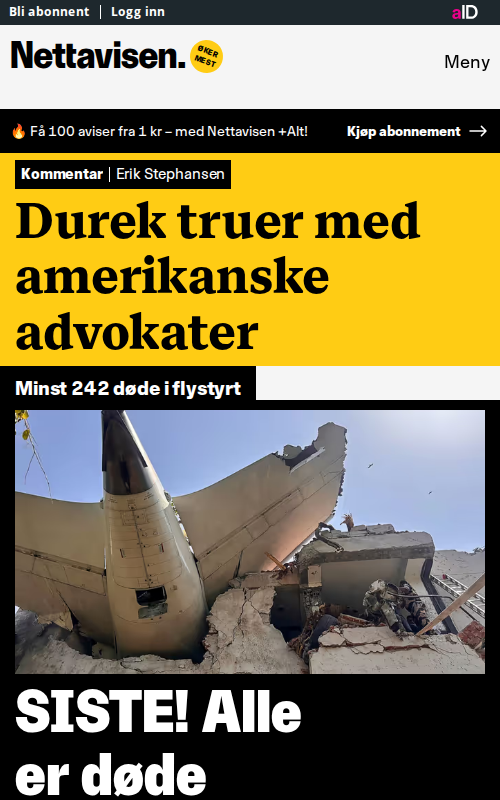 Bli abonnent | Logg inn
aID
Nettavisen.
ØKER
MEST
Meny
Få 100 aviser fra 1 kr – med Nettavisen +Alt!
Kjøp abonnement →
Kommentar | Erik Stephansen
Durek truer med
amerikanske
advokater
Minst 242 døde i flystyrt
SISTE! Alle
er døde